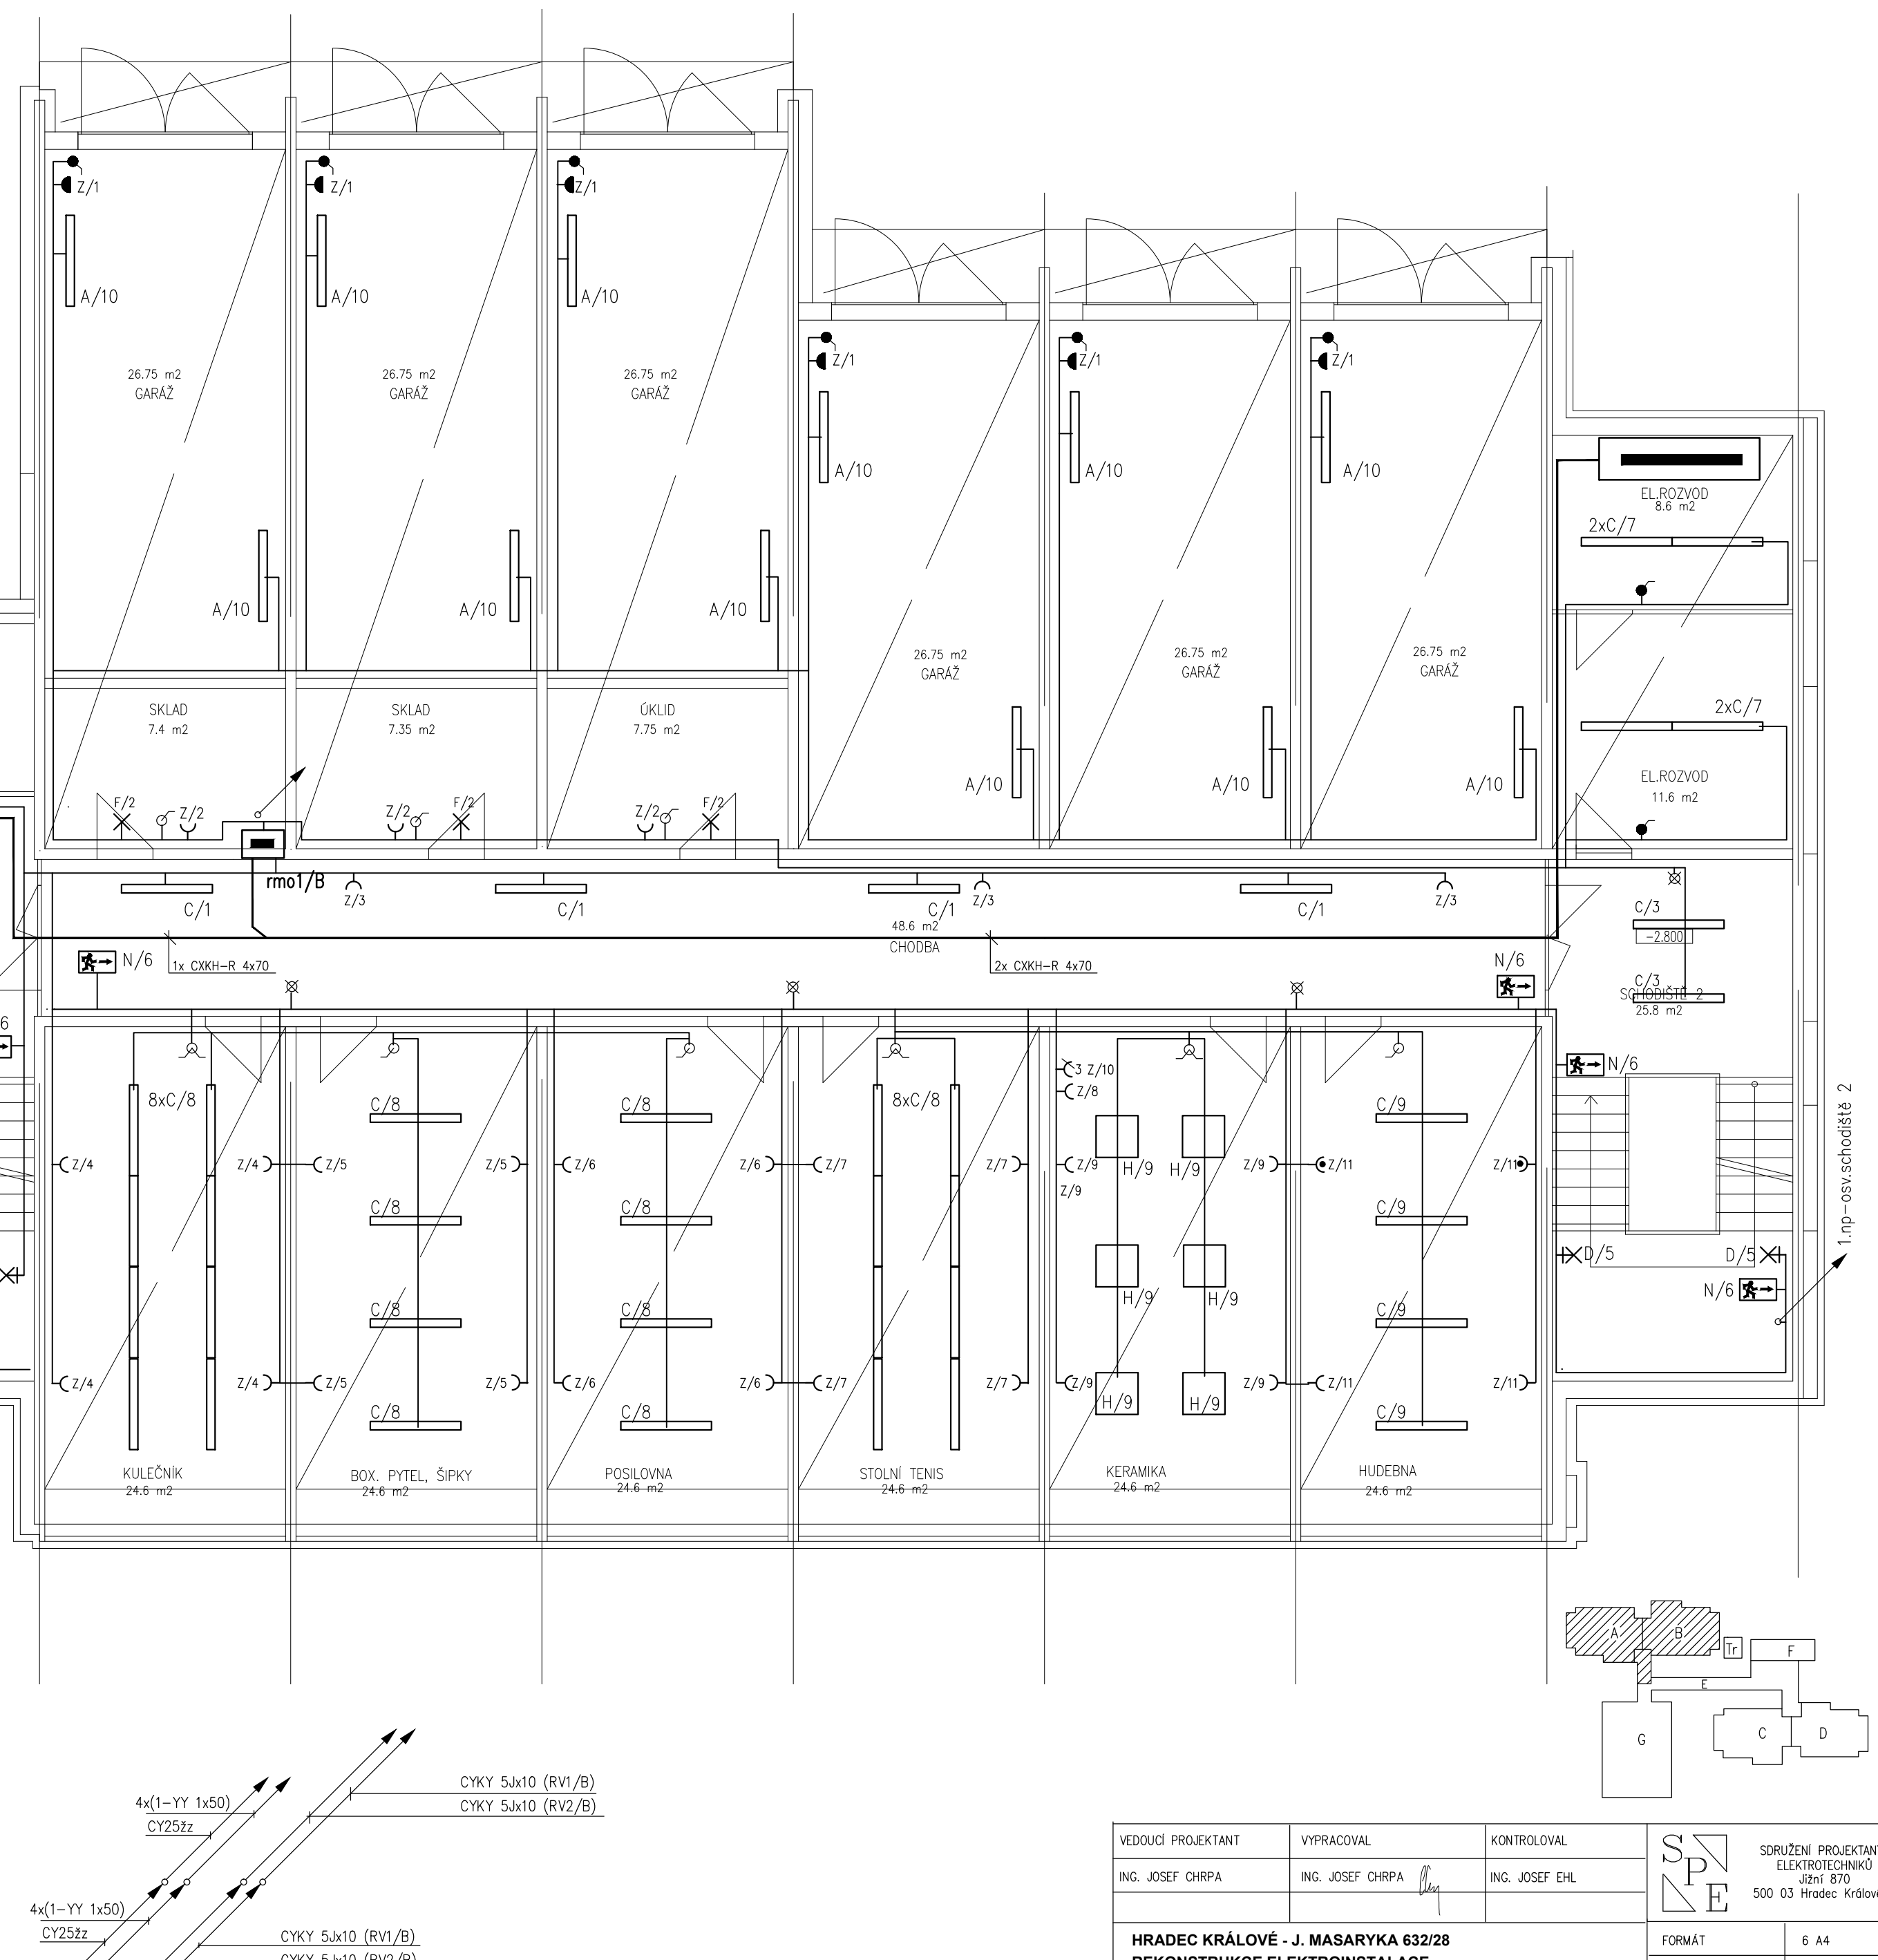 Z/1
Z/1
Z/1
A/10
A/10
A/10
Z/1
Z/1
Z/1
26.75 m2
GARÁŽ
26.75 m2
GARÁŽ
26.75 m2
GARÁŽ
A/10
A/10
A/10
EL.ROZVOD
8.6 m2
2xC/7
A/10
A/10
A/10
26.75 m2
GARÁŽ
26.75 m2
GARÁŽ
26.75 m2
GARÁŽ
SKLAD
7.4 m2
SKLAD
7.35 m2
ÚKLID
7.75 m2
2xC/7
A/10
A/10
A/10
EL.ROZVOD
11.6 m2
F/2
Z/2
Z/2
F/2
Z/2
F/2
rmo1/B
C/1
Z/3
C/1
C/1
Z/3
C/1
Z/3
C/3
-2.800
48.6 m2
CHODBA
N/6
1x CXKH-R 4x70
2x CXKH-R 4x70
N/6
C/3
SCHODIŠTĚ 2
25.8 m2
6
N/6
8xC/8
C/8
C/8
8xC/8
3 Z/10
Z/8
C/9
Z/4
Z/4
Z/5
Z/5
Z/6
Z/6
Z/7
Z/7
Z/9
Z/9
H/9
H/9
Z/9
Z/11
Z/11
C/8
C/8
C/9
1.np-osv.schodiště 2
D/5
D/5
N/6
C/8
C/8
H/9
H/9
C/9
Z/4
Z/4
Z/5
Z/5
Z/6
Z/6
Z/7
Z/7
Z/9
Z/9
Z/11
Z/11
C/8
C/8
H/9
H/9
C/9
KULEČNÍK
24.6 m2
BOX. PYTEL, ŠIPKY
24.6 m2
POSILOVNA
24.6 m2
STOLNÍ TENIS
24.6 m2
KERAMIKA
24.6 m2
HUDEBNA
24.6 m2
A
B
Tr
F
E
G
C
D
4x(1-YY 1x50)
CY25žz
CYKY 5Jx10 (RV1/B)
CYKY 5Jx10 (RV2/B)
4x(1-YY 1x50)
CY25žz
CYKY 5Jx10 (RV1/B)
CYKY 5Jx10 (RV2/B)
VEDOUCÍ PROJEKTANT
VYPRACOVAL
KONTROLOVAL
ING. JOSEF CHRPA
ING. JOSEF CHRPA
ING. JOSEF EHL
SPE
SDRUŽENÍ PROJEKTAN
ELEKTROTECHNIKŮ
Jižní 870
500 03 Hradec Králov
HRADEC KRÁLOVÉ - J. MASARYKA 632/28
REKONSTRUKCE ELEKTROINSTALACE
FORMÁT
6 A4